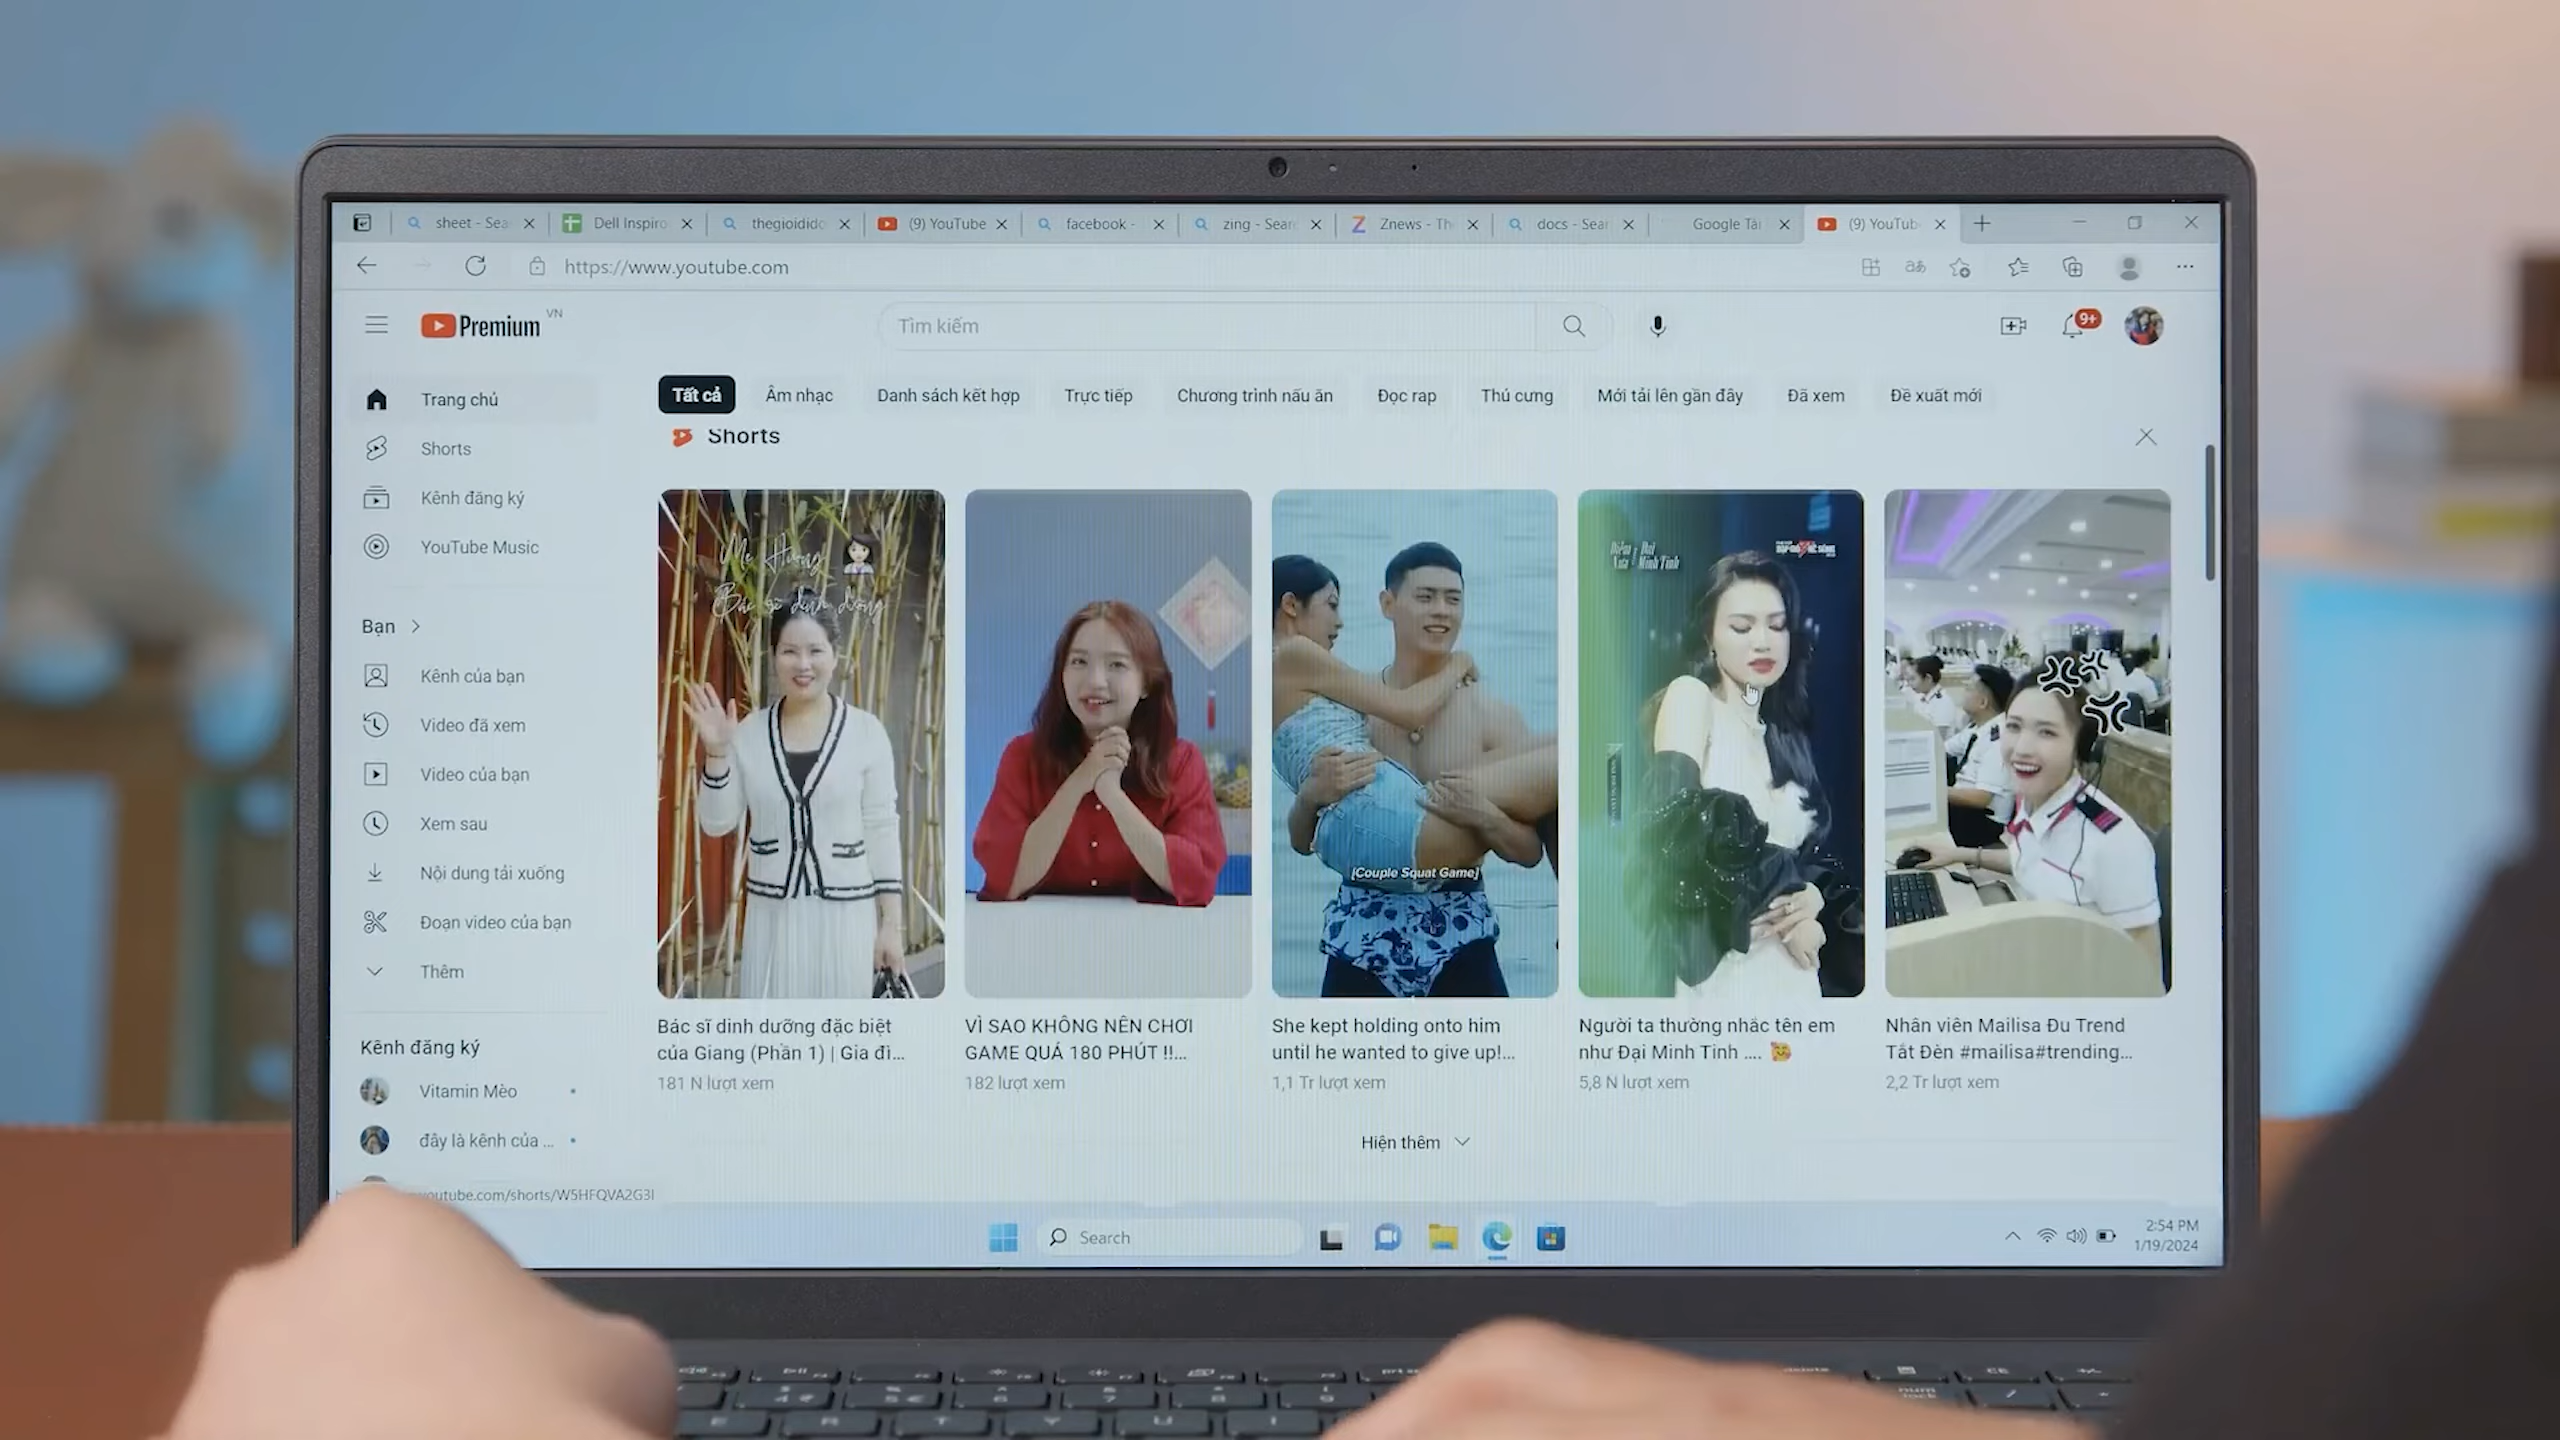 sheet - Sea
Dell Inspiro
thegioidido
(9) YouTube
facebook -
zing - Sear
Znews - Th
docs - Sear
Google Tài
(9) YouTub
https://www.youtube.com
Premium VN
Tìm kiếm
9+
Tất cả
Âm nhạc
Danh sách kết hợp
Trực tiếp
Chương trình nấu ăn
Đọc rap
Thú cưng
Mới tải lên gần đây
Đã xem
Đề xuất mới
Trang chủ
Shorts
Kênh đăng ký
YouTube Music
Bạn
Kênh của bạn
Video đã xem
Video của bạn
Xem sau
Nội dung tải xuống
Đoạn video của bạn
Thêm
Kênh đăng ký
Vitamin Mèo
đây là kênh của ...
Shorts
Mẹ Hương
Bác sĩ dinh dưỡng
[Couple Squat Game]
Bác sĩ dinh dưỡng đặc biệt
của Giang (Phần 1) | Gia đì...
181 N lượt xem
VÌ SAO KHÔNG NÊN CHƠI
GAME QUÁ 180 PHÚT !!...
182 lượt xem
She kept holding onto him
until he wanted to give up!...
1,1 Tr lượt xem
Người ta thường nhắc tên em
như Đại Minh Tinh ....
5,8 N lượt xem
Nhân viên Mailisa Đu Trend
Tắt Đèn #mailisa#trending...
2,2 Tr lượt xem
Hiện thêm
youtube.com/shorts/W5HFQVA2G3I
Search
2:54 PM
1/19/2024